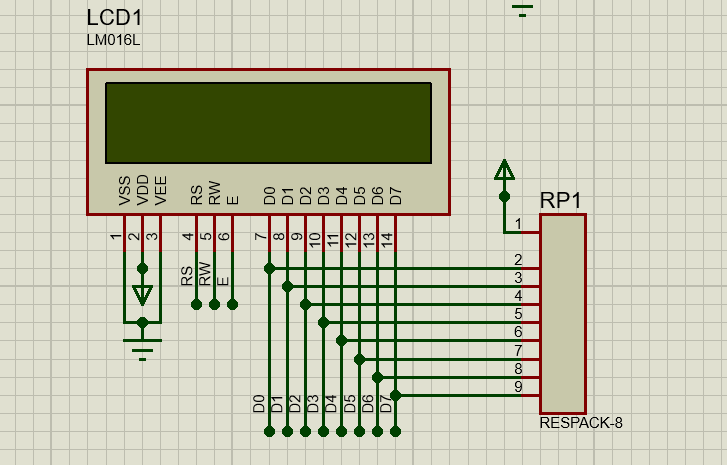 LCD1
LM016L
VSS
VDD
VEE
RS
RW
E
D0
D1
D2
D3
D4
D5
D6
D7
1
2
3
4
5
6
7
8
9
10
11
12
13
14
RS
RW
E
D0
D1
D2
D3
D4
D5
D6
D7
RP1
1
2
3
4
5
6
7
8
9
RESPACK-8